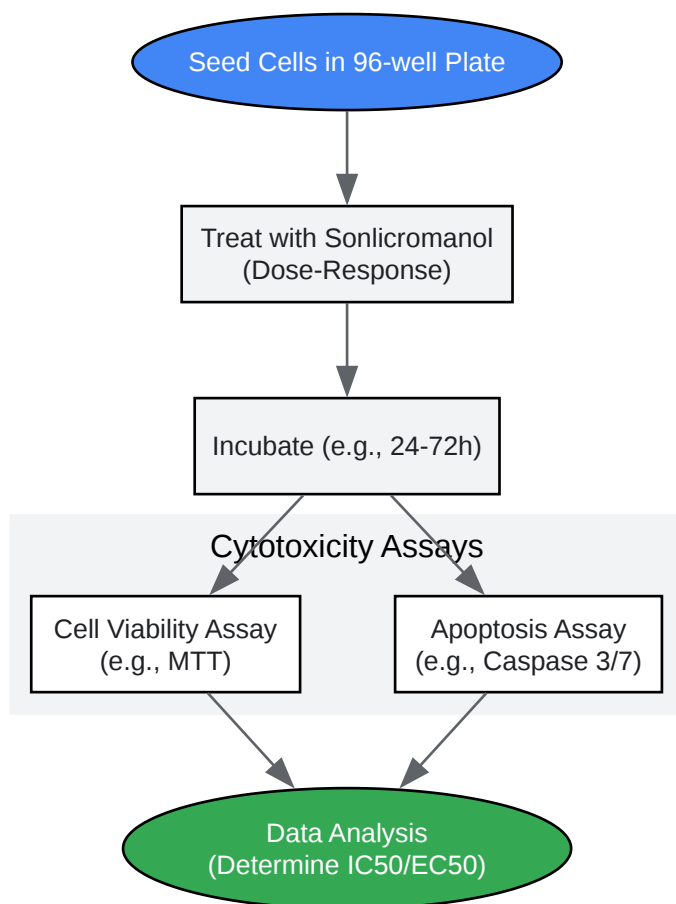 Seed Cells in 96-well Plate
Treat with Sonlicromanol
(Dose-Response)
Incubate (e.g., 24-72h)
Cytotoxicity Assays
Cell Viability Assay
(e.g., MTT)
Apoptosis Assay
(e.g., Caspase 3/7)
Data Analysis
(Determine IC50/EC50)